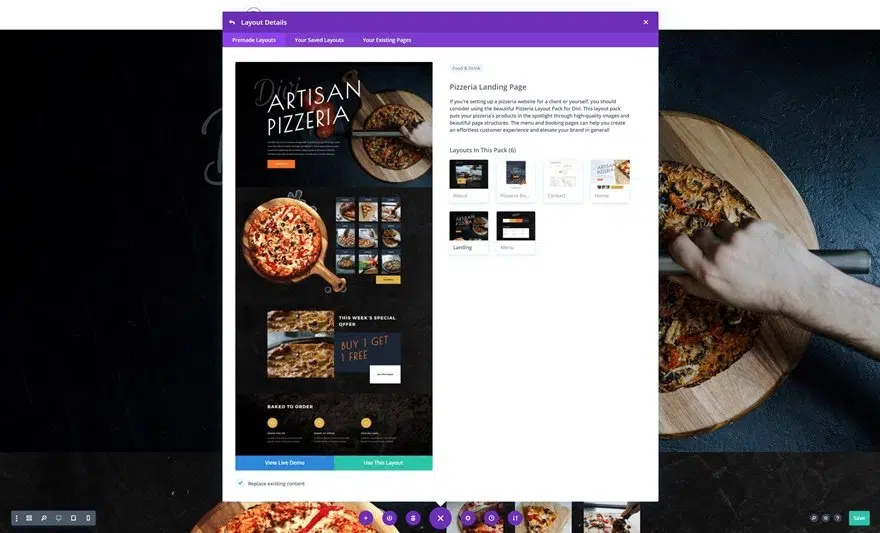 Layout Details
Premade Layouts
Your Saved Layouts
Your Existing Pages
Divi
ARTISAN
PIZZERIA
THIS WEEK'S SPECIAL
OFFER
BUY 1 GET
1 FREE
BAKED TO ORDER
View Live Demo
Use This Layout
Replace existing content
Food & Drink
Pizzeria Landing Page
If you're setting up a pizzeria website for a client or yourself, you should
consider using the beautiful Pizzeria Layout Pack for Divi. This layout pack
puts your pizzeria's products in the spotlight through high-quality images and
beautiful page structures. The menu and booking pages can help you create
an effortless customer experience and elevate your brand in general!
Layouts In This Pack (6)
About
Pizzeria Bo...
Contact
Home
Landing
Menu
Save